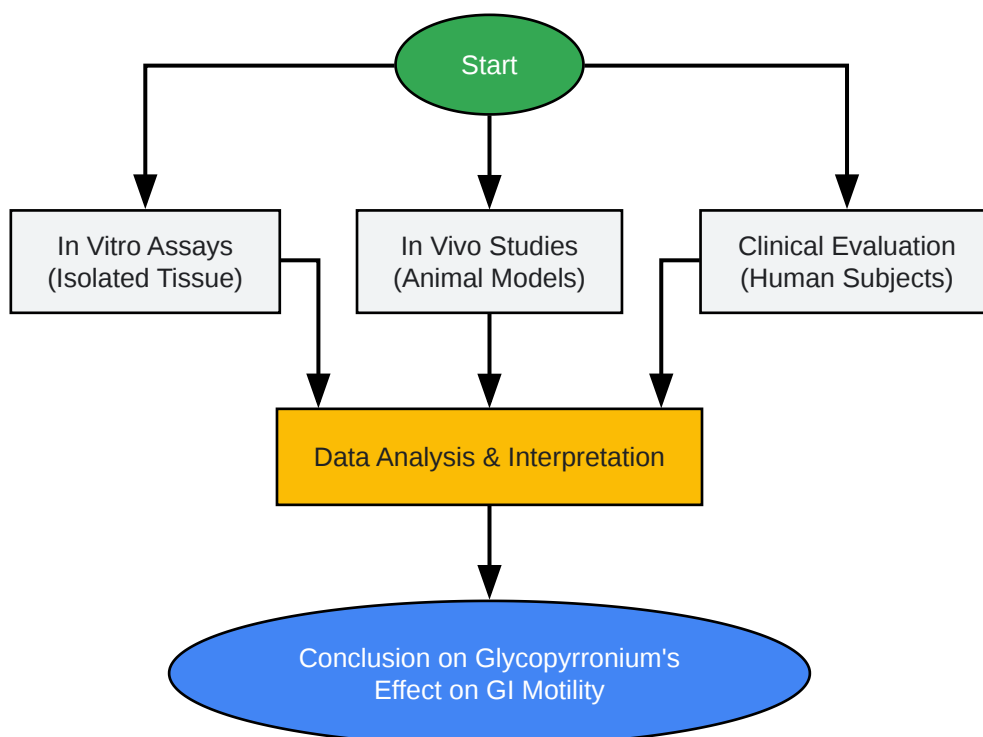 Start
In Vitro Assays
(Isolated Tissue)
In Vivo Studies
(Animal Models)
Clinical Evaluation
(Human Subjects)
Data Analysis & Interpretation
Conclusion on Glycopyrronium's
Effect on GI Motility